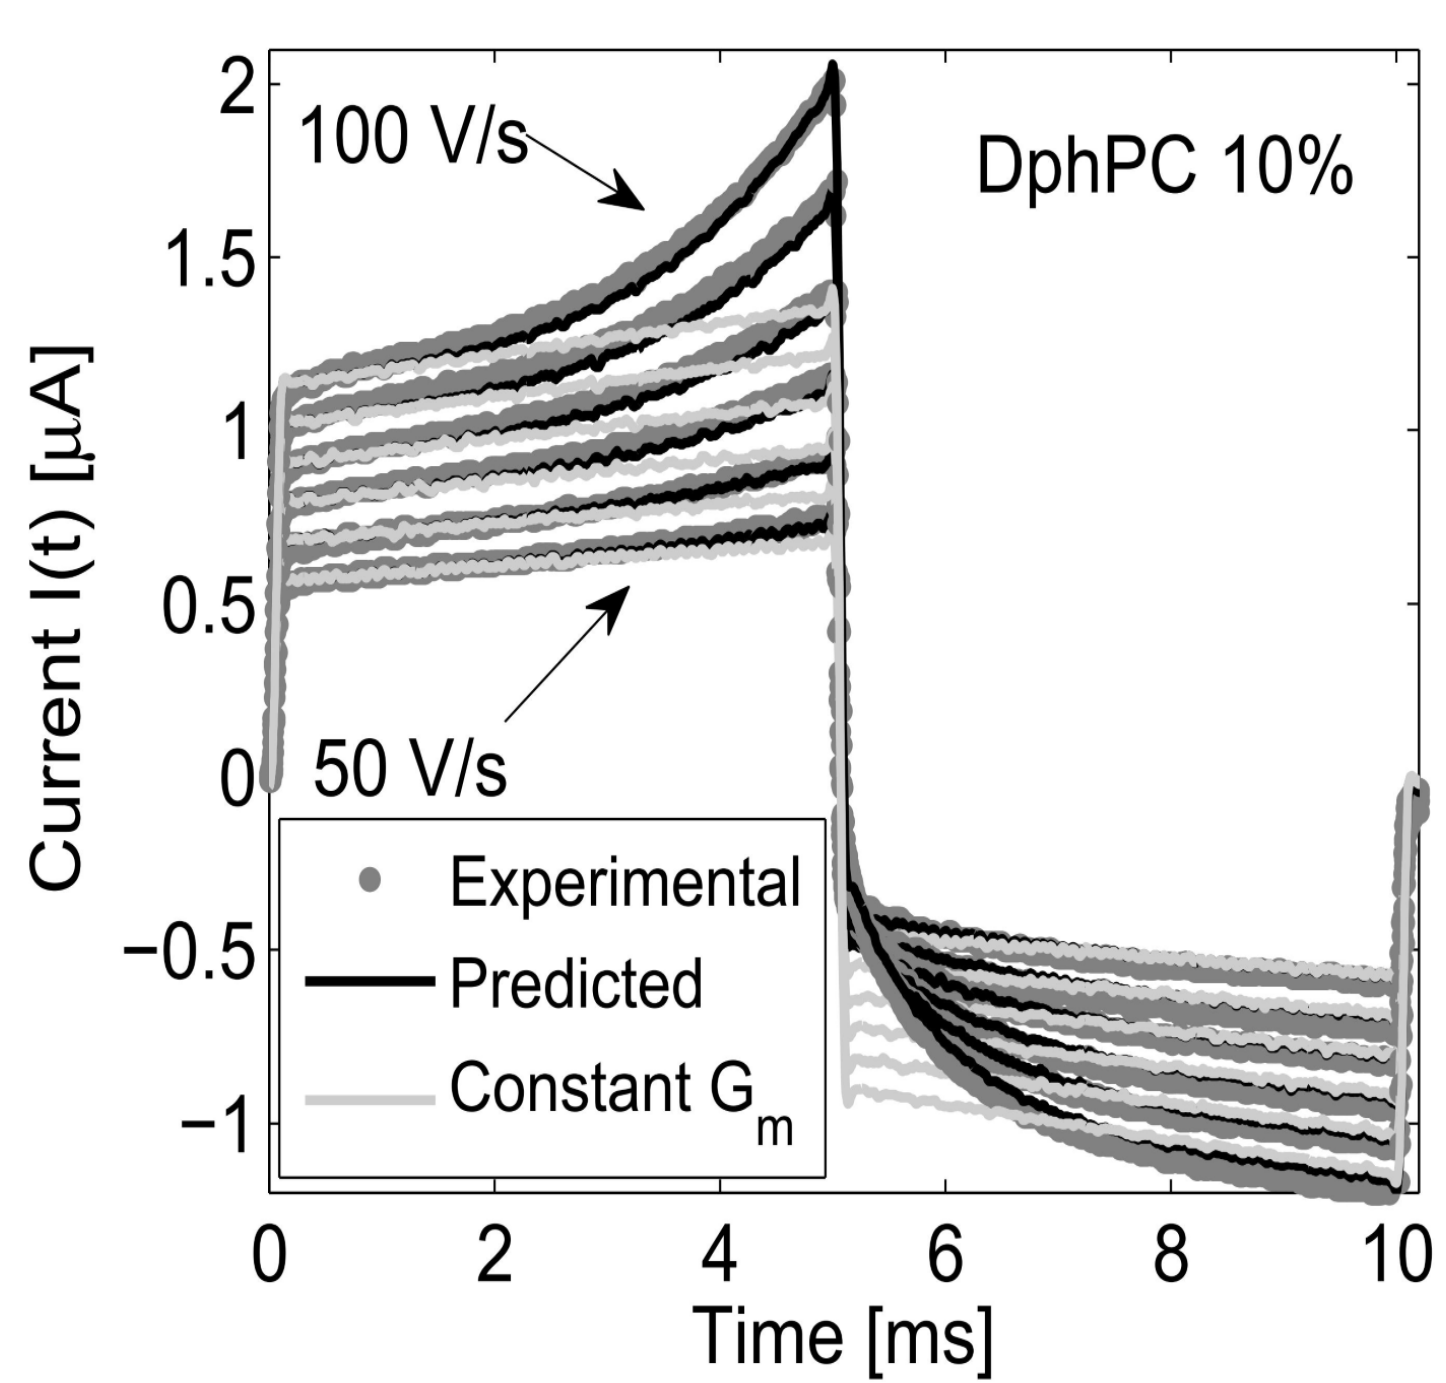 2
1.5
1
0.5
0
−0.5
−1
Current I(t) [µA]
100 V/s
DphPC 10%
50 V/s
Experimental
Predicted
Constant Gm
0 2 4 6 8 10
Time [ms]